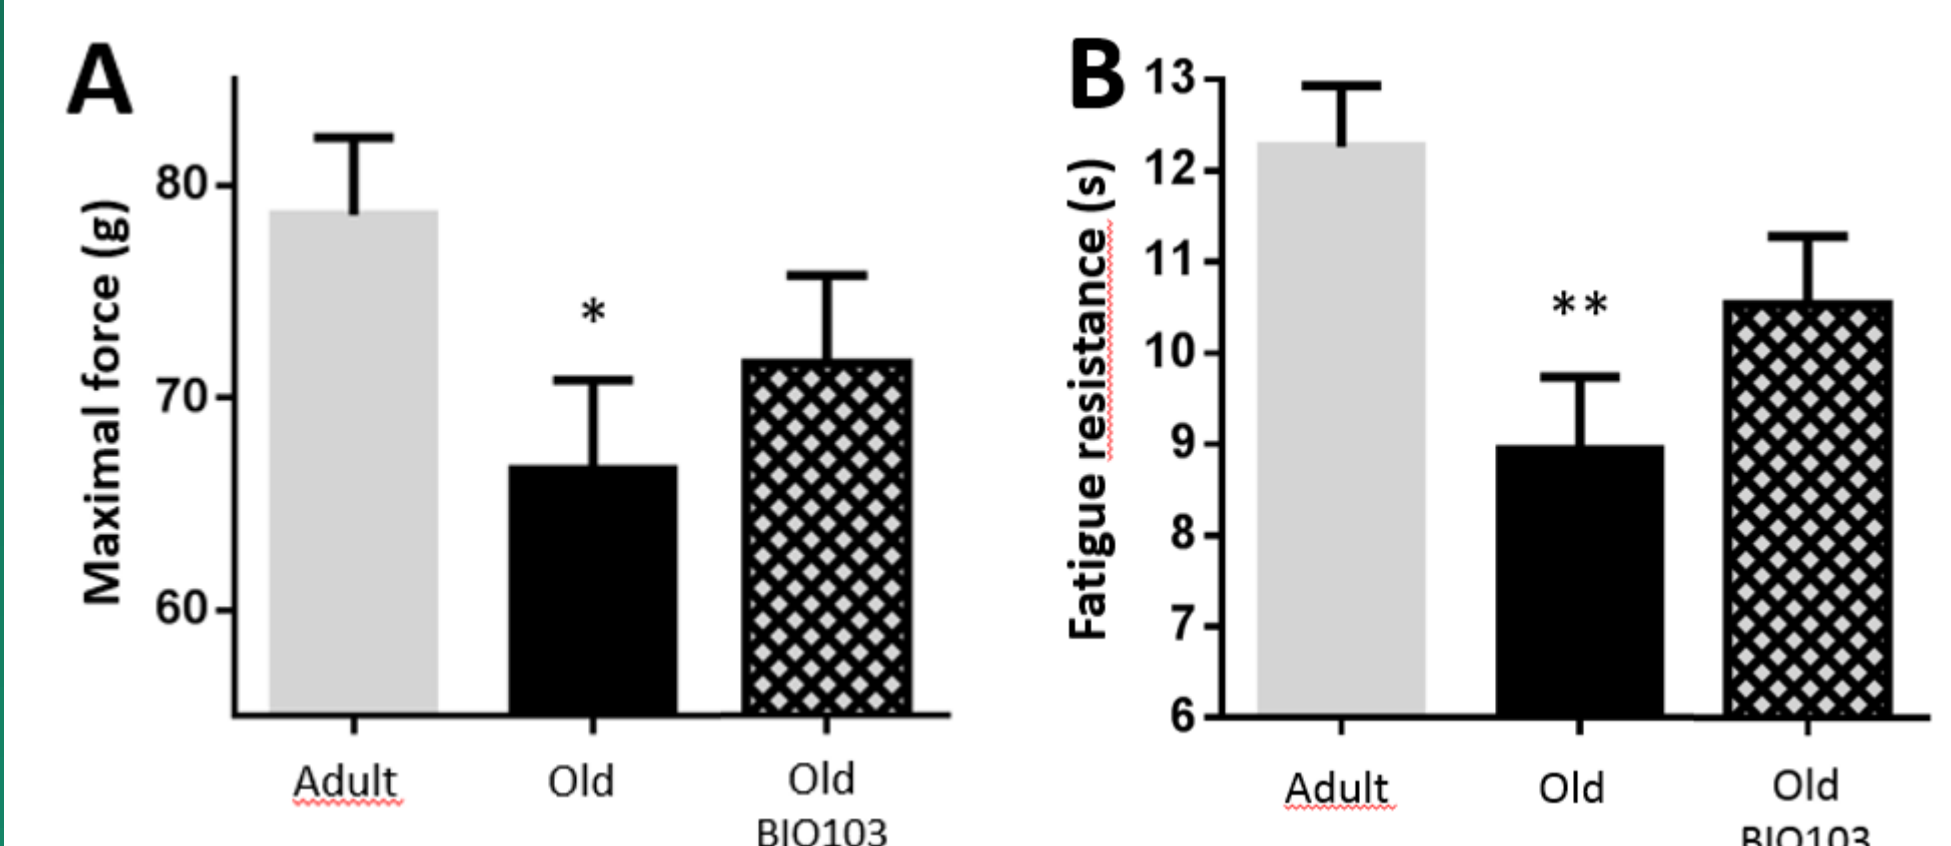 A
Maximal force (g)
80
70
60
*
Adult
Old
Old
BIO103
B
Fatigue resistance (s)
13
12
11
10
9
8
7
6
**
Adult
Old
Old
BIO103